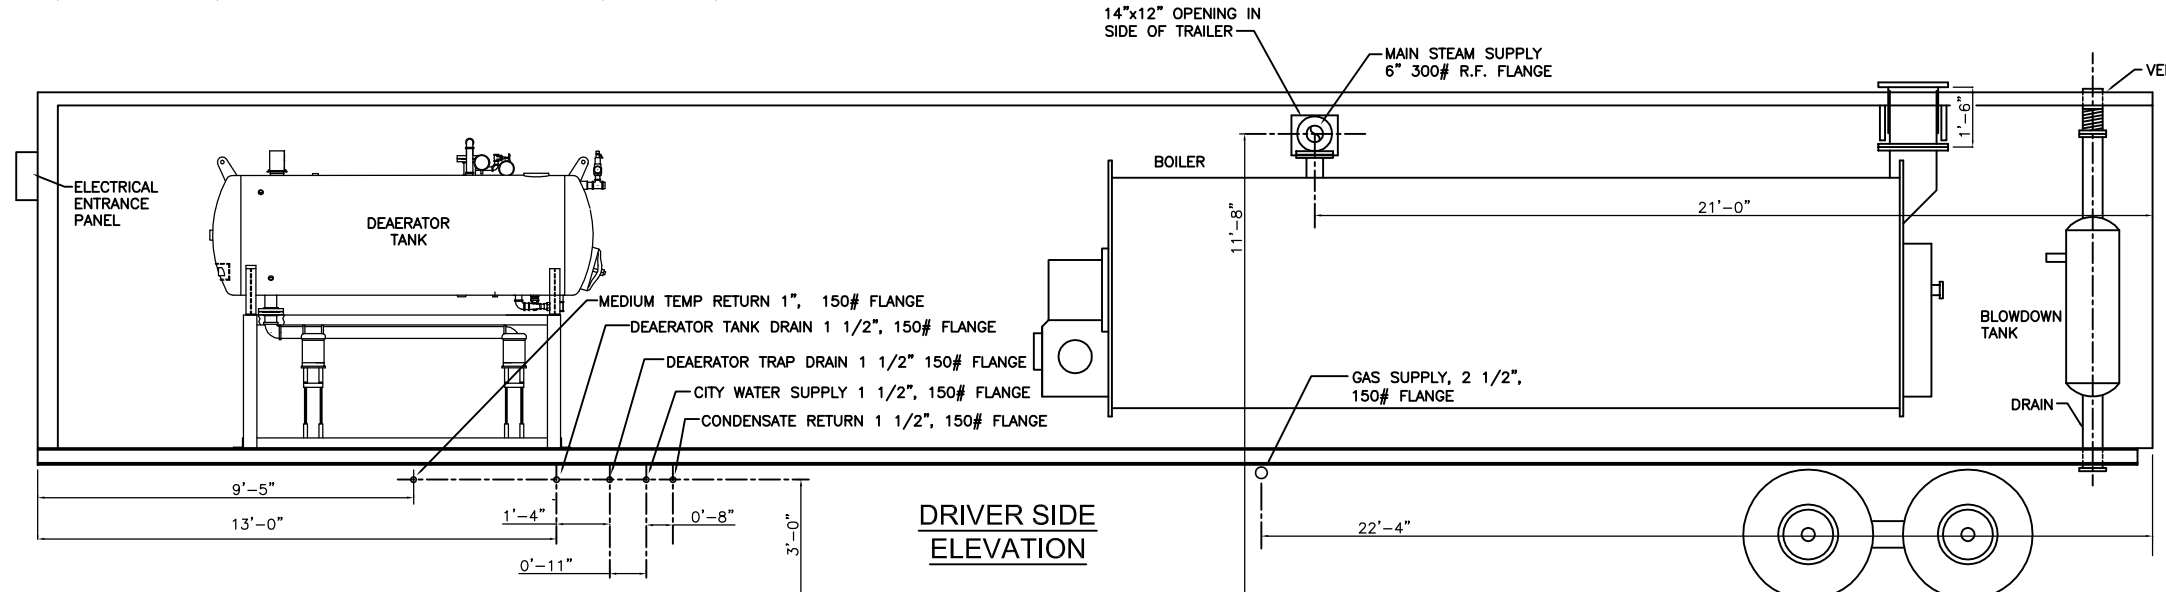 14"x12" OPENING IN
SIDE OF TRAILER
MAIN STEAM SUPPLY
6" 300# R.F. FLANGE
1'-6"
ELECTRICAL
ENTRANCE
PANEL
DEAERATOR
TANK
BOILER
11'-8"
21'-0"
MEDIUM TEMP RETURN 1", 150# FLANGE
DEAERATOR TANK DRAIN 1 1/2", 150# FLANGE
DEAERATOR TRAP DRAIN 1 1/2" 150# FLANGE
CITY WATER SUPPLY 1 1/2", 150# FLANGE
CONDENSATE RETURN 1 1/2", 150# FLANGE
GAS SUPPLY, 2 1/2",
150# FLANGE
BLOWDOWN
TANK
DRAIN
9'-5"
13'-0"
1'-4"
0'-8"
0'-11"
3'-0"
DRIVER SIDE
ELEVATION
22'-4"